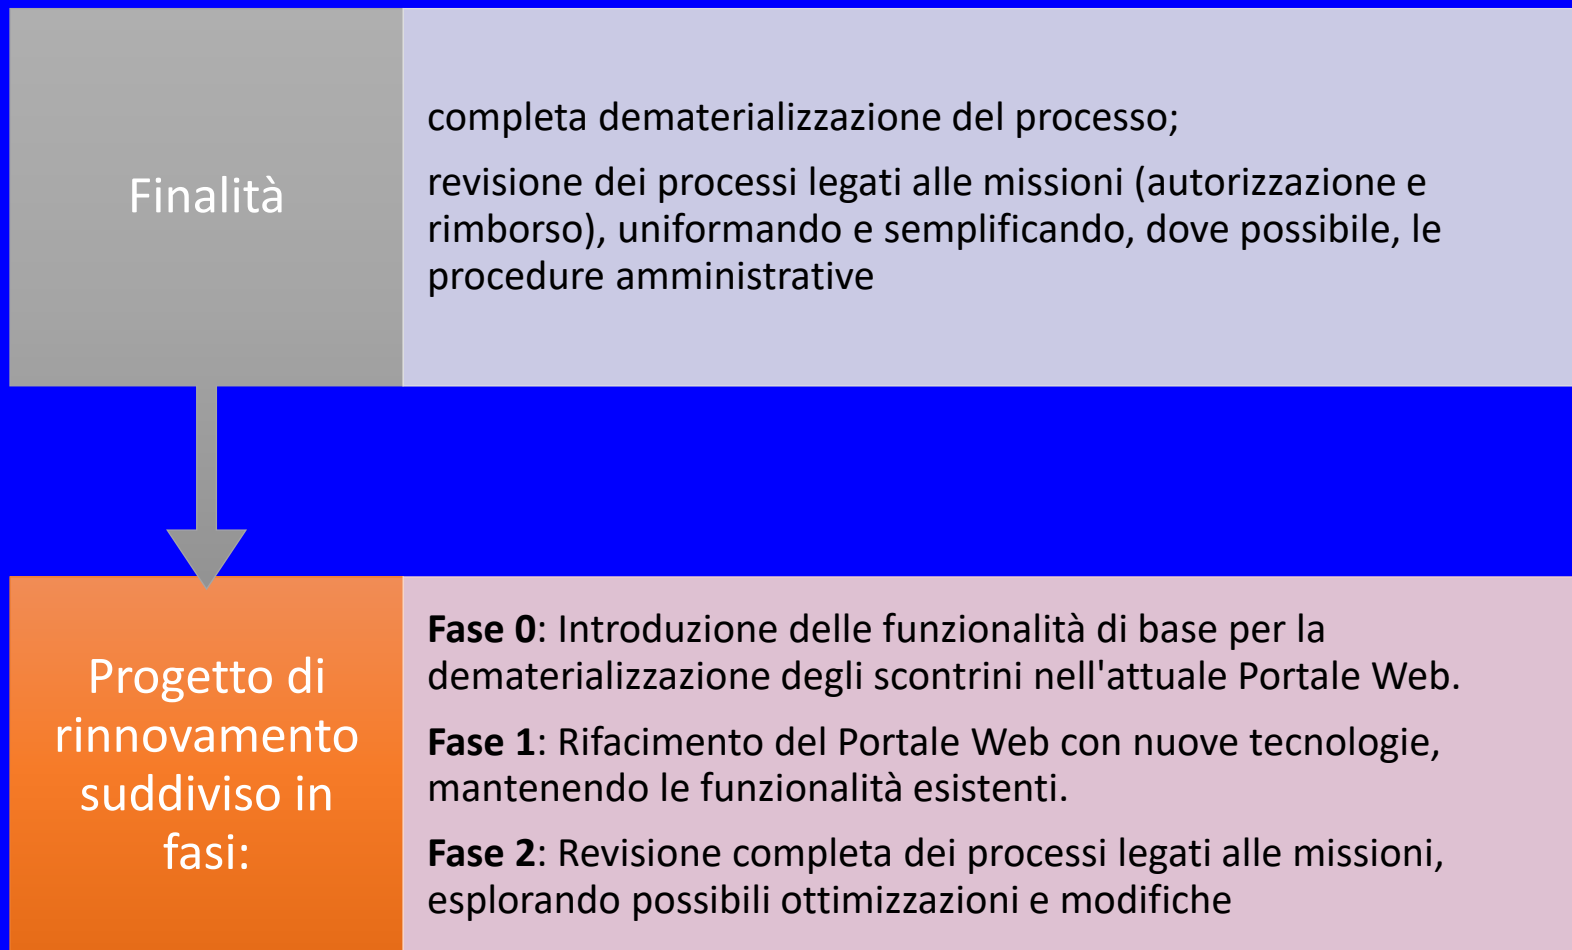 Finalità
completa dematerializzazione del processo;
revisione dei processi legati alle missioni (autorizzazione e
rimborso), uniformando e semplificando, dove possibile, le
procedure amministrative
Progetto di
rinnovamento
suddiviso in
fasi:
Fase 0: Introduzione delle funzionalità di base per la
dematerializzazione degli scontrini nell'attuale Portale Web.
Fase 1: Rifacimento del Portale Web con nuove tecnologie,
mantenendo le funzionalità esistenti.
Fase 2: Revisione completa dei processi legati alle missioni,
esplorando possibili ottimizzazioni e modifiche